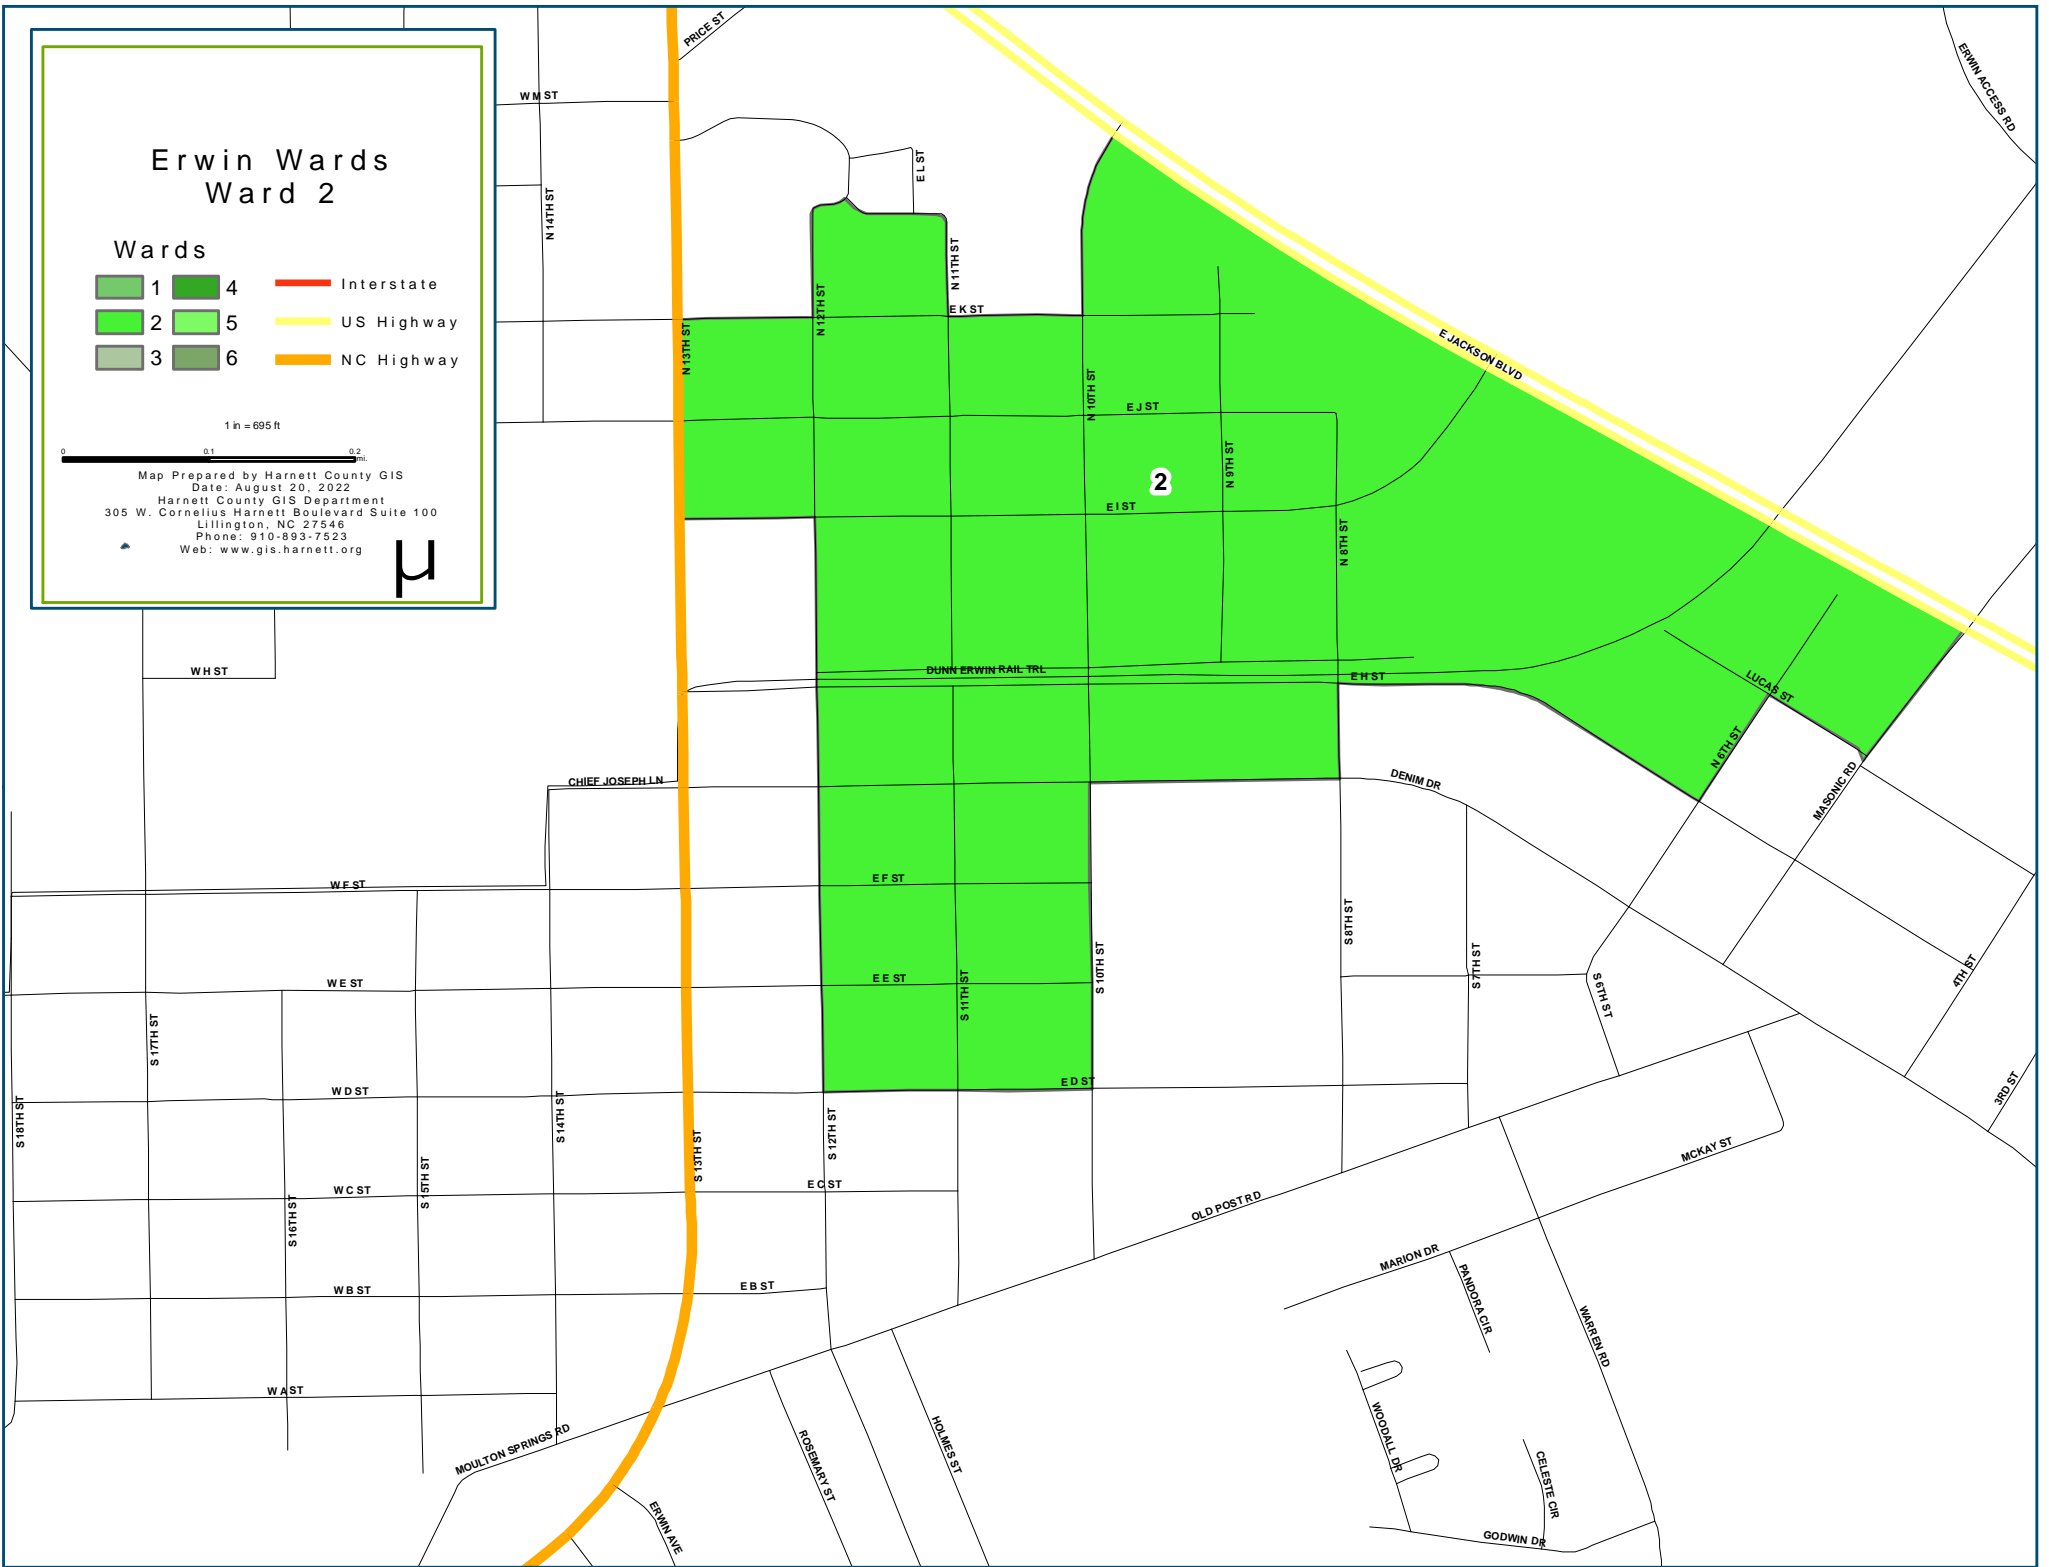 Erwin Wards
Ward 2
Wards
1
2
3
4
5
6
Interstate
US Highway
NC Highway
1 in = 695 ft
0 0.1 0.2
mi.
Map Prepared by Harnett County GIS
Date: August 20, 2022
Harnett County GIS Department
305 W. Cornelius Harnett Boulevard Suite 100
Lillington, NC 27546
Phone: 910-893-7523
Web: www.gis.harnett.org
µ
PRICE ST
ERWIN ACCESS RD
W M ST
N 14TH ST
E L ST
N 11TH ST
N 12TH ST
E K ST
N 13TH ST
E JACKSON BLVD
N 10TH ST
E J ST
N 9TH ST
2
E I ST
N 8TH ST
W H ST
DUNN ERWIN RAIL TRL
E H ST
LUCAS ST
N 6TH ST
MASONIC RD
CHIEF JOSEPH LN
DENIM DR
W F ST
E F ST
S 8TH ST
S 7TH ST
W E ST
E E ST
S 11TH ST
S 10TH ST
S 6TH ST
4TH ST
3RD ST
S 17TH ST
W D ST
E D ST
S 18TH ST
S 14TH ST
S 13TH ST
S 12TH ST
MCKAY ST
W C ST
S 15TH ST
S 16TH ST
E C ST
OLD POST RD
MARION DR
PANDORA CIR
WARREN RD
W B ST
E B ST
W A ST
MOULTON SPRINGS RD
ROSEMARY ST
HOLMES ST
WOODALL DR
CELESTE CIR
ERWIN AVE
GODWIN DR